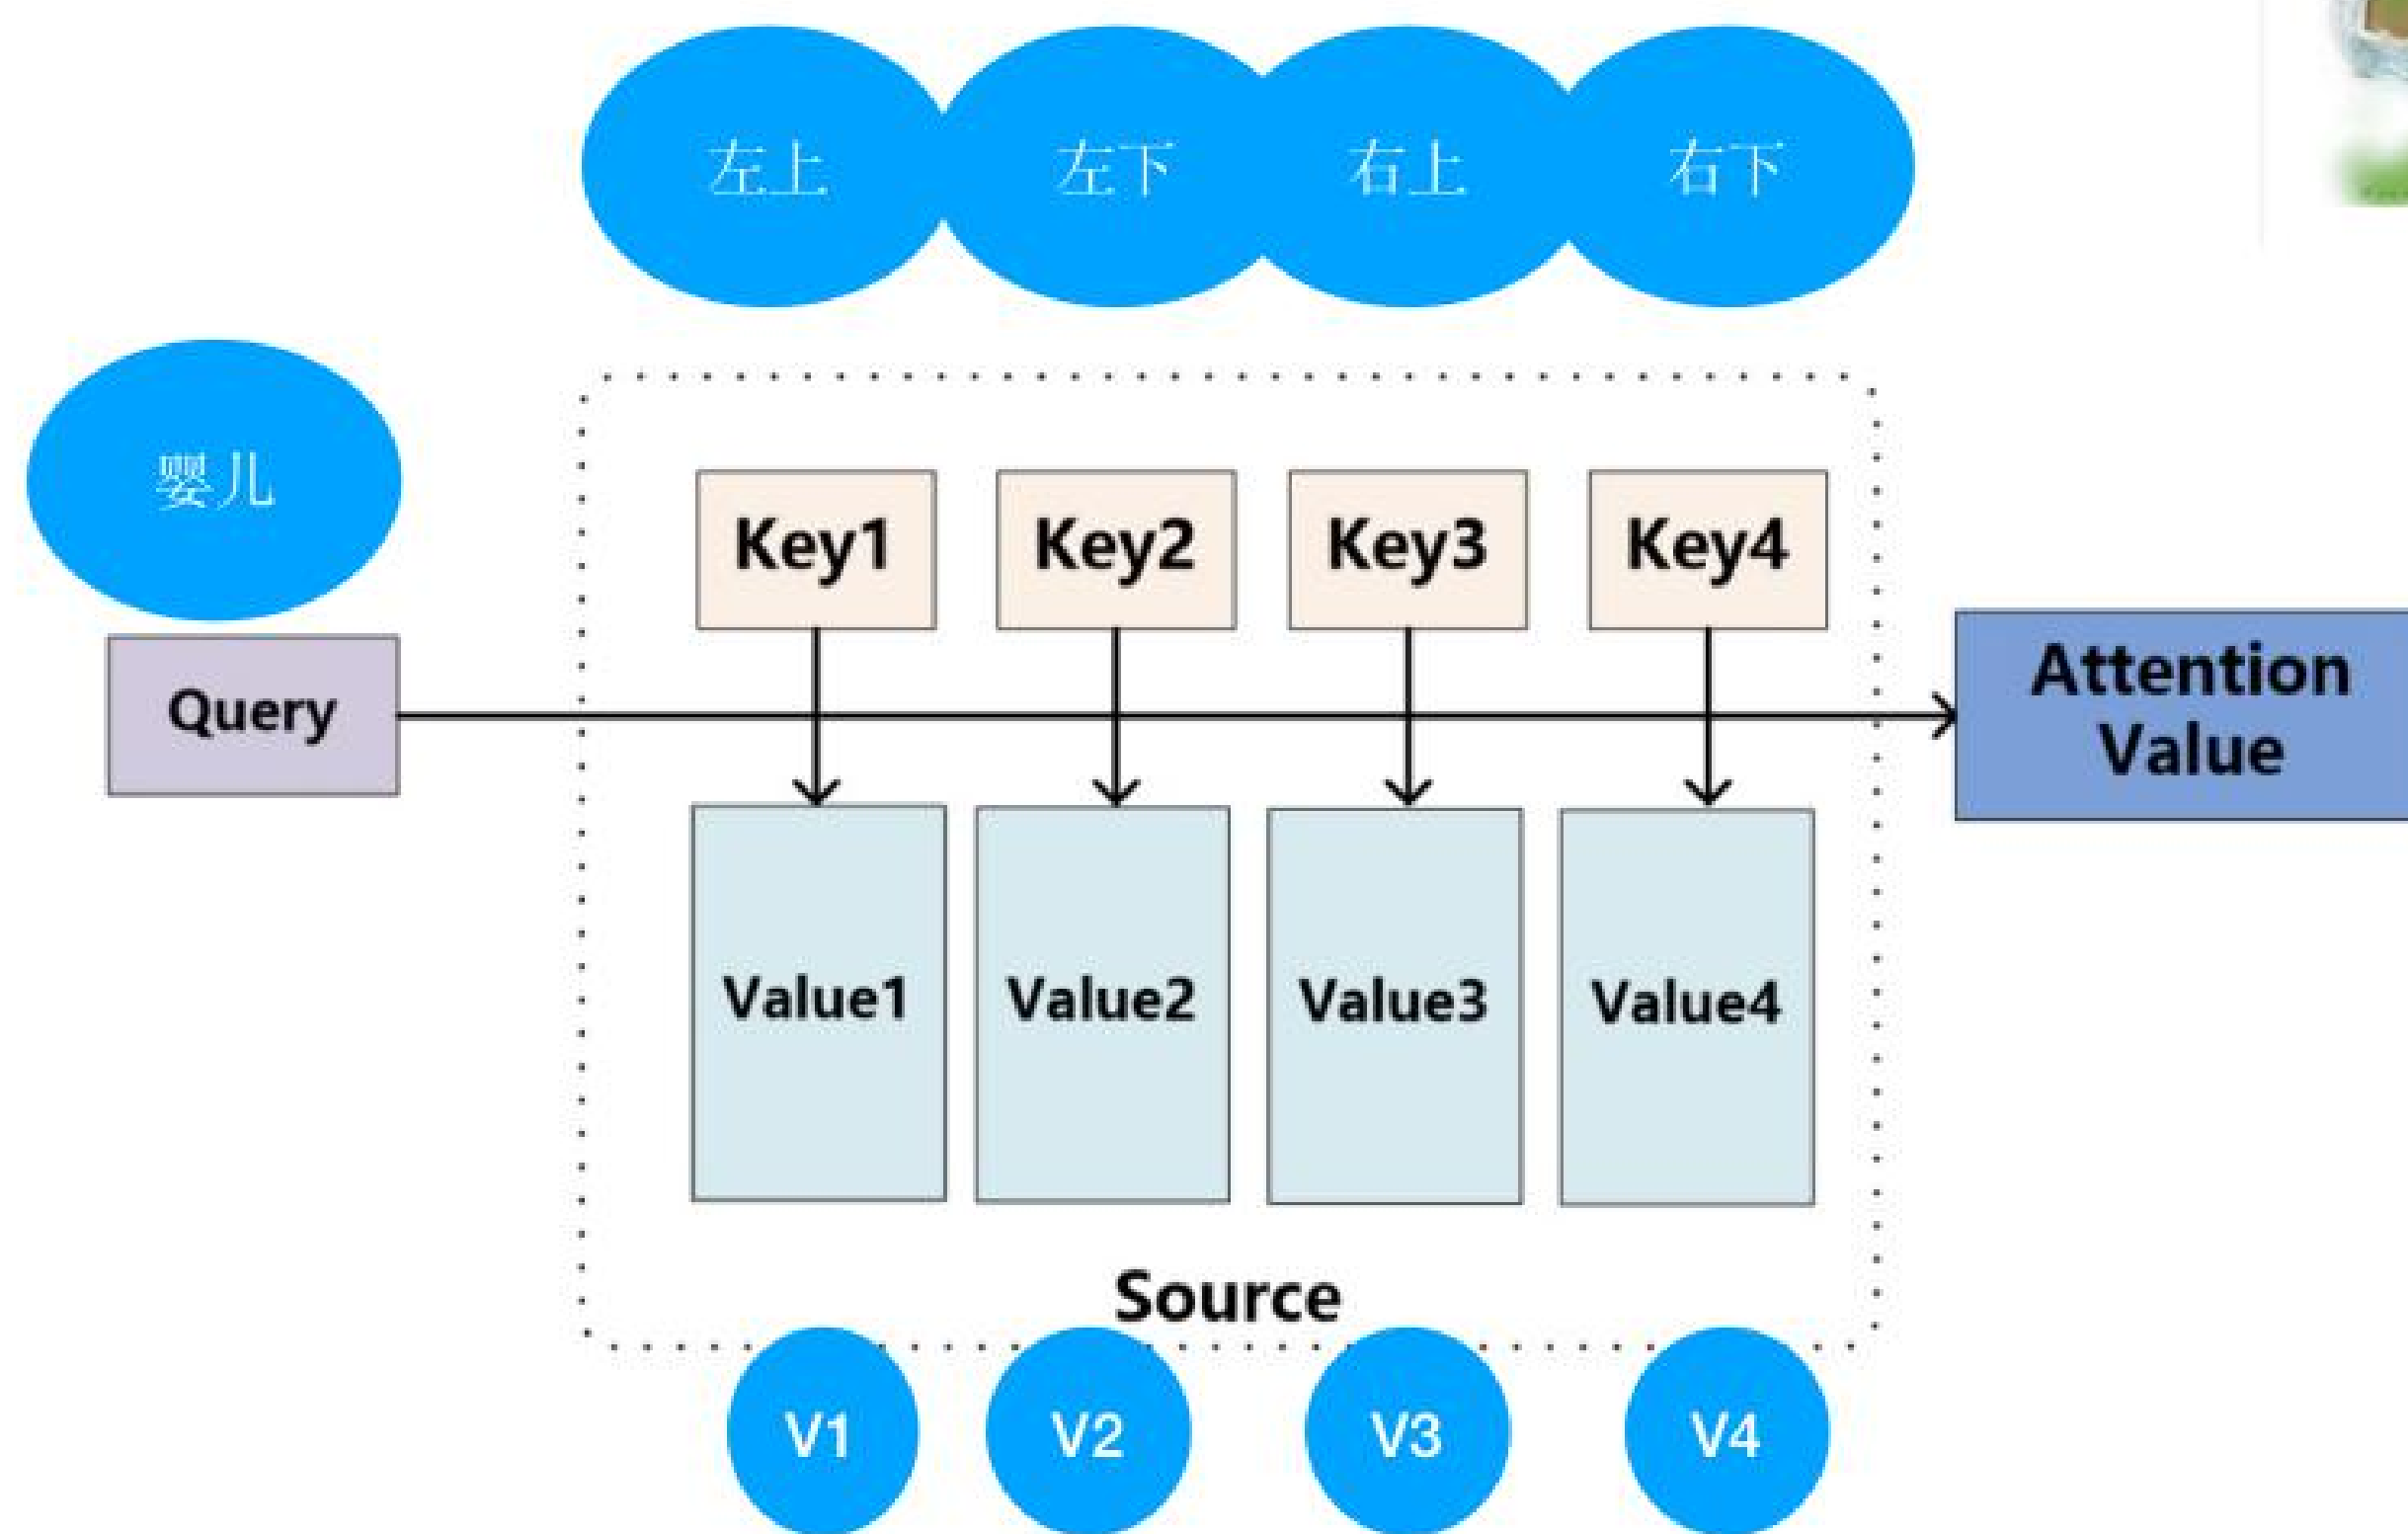 左上 左下 右上 右下
婴儿
Key1 Key2 Key3 Key4
Query
Attention
Value
Value1 Value2 Value3 Value4
Source
V1 V2 V3 V4